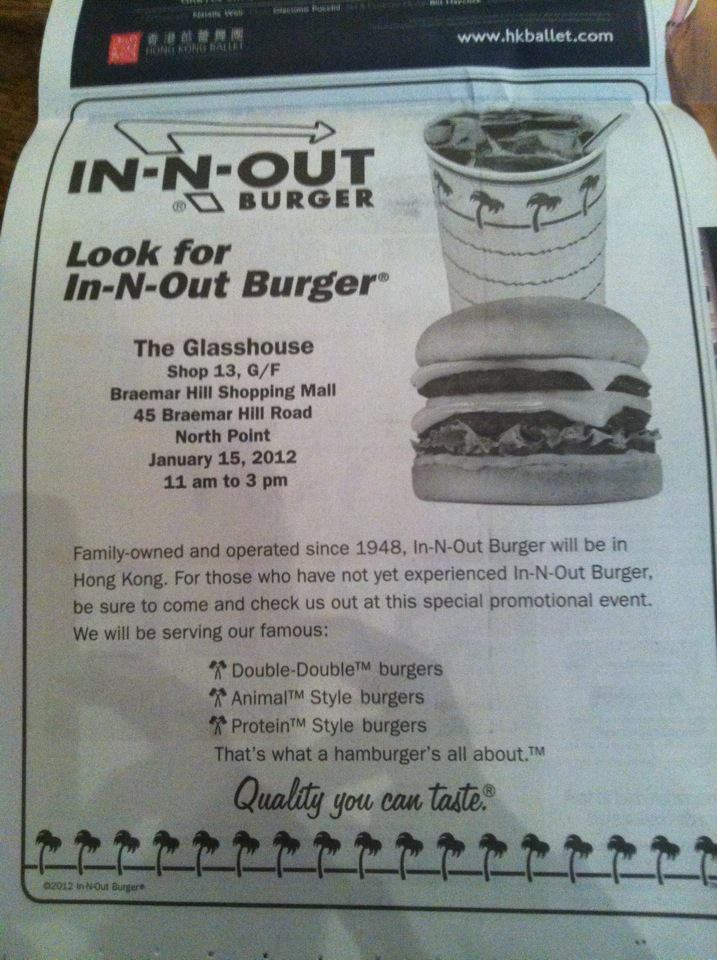 Giacomo Puccini
香港芭蕾舞團
HONG KONG BALLET
www.hkballet.com
IN-N-OUT
® BURGER
Look for
In-N-Out Burger®
The Glasshouse
Shop 13, G/F
Braemar Hill Shopping Mall
45 Braemar Hill Road
North Point
January 15, 2012
11 am to 3 pm
Family-owned and operated since 1948, In-N-Out Burger will be in
Hong Kong. For those who have not yet experienced In-N-Out Burger,
be sure to come and check us out at this special promotional event.
We will be serving our famous:
Double-Double™ burgers
Animal™ Style burgers
Protein™ Style burgers
That's what a hamburger's all about.™
Quality you can taste.®
©2012 In-N-Out Burger®